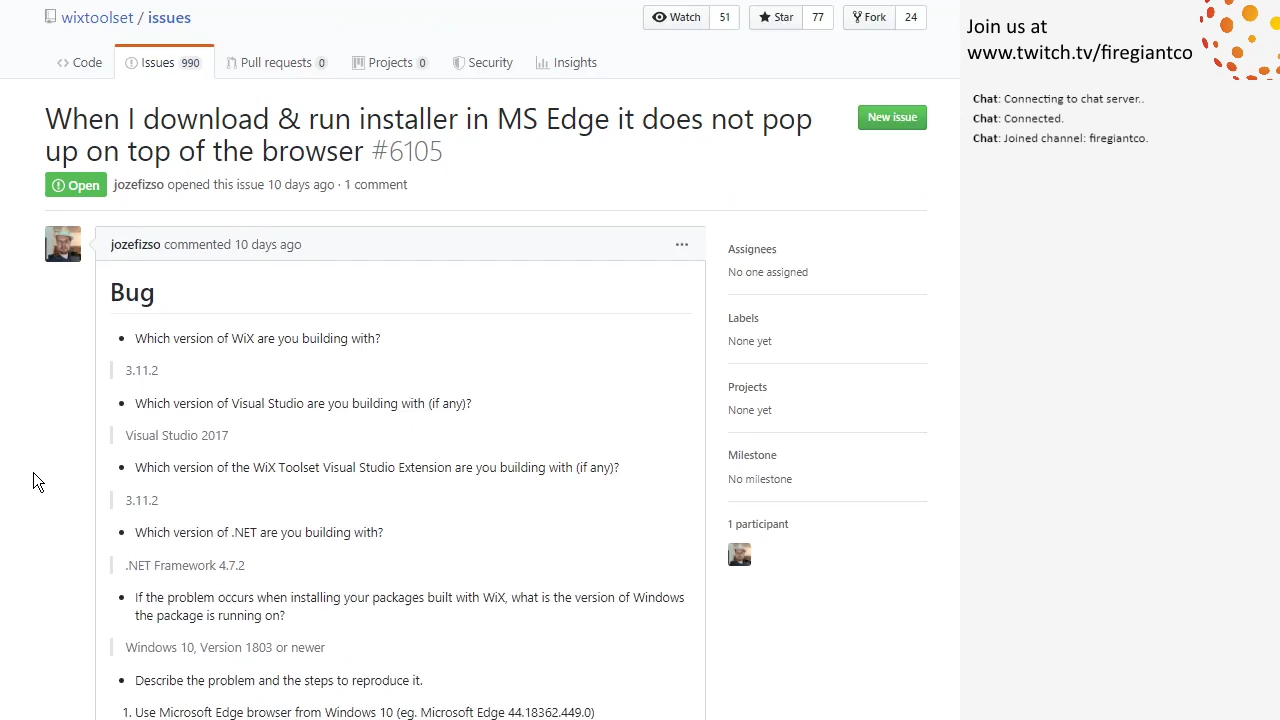 wixtoolset / issues
Watch 51
Star 77
Fork 24
Code
Issues 990
Pull requests 0
Projects 0
Security
Insights
When I download & run installer in MS Edge it does not pop
up on top of the browser #6105
New issue
Open jozefizso opened this issue 10 days ago · 1 comment
jozefizso commented 10 days ago
Bug
• Which version of WiX are you building with?
3.11.2
• Which version of Visual Studio are you building with (if any)?
Visual Studio 2017
• Which version of the WiX Toolset Visual Studio Extension are you building with (if any)?
3.11.2
• Which version of .NET are you building with?
.NET Framework 4.7.2
• If the problem occurs when installing your packages built with WiX, what is the version of Windows
the package is running on?
Windows 10, Version 1803 or newer
• Describe the problem and the steps to reproduce it.
1. Use Microsoft Edge browser from Windows 10 (eg. Microsoft Edge 44.18362.449.0)
Assignees
No one assigned
Labels
None yet
Projects
None yet
Milestone
No milestone
1 participant
Join us at
www.twitch.tv/firegiantco
Chat: Connecting to chat server..
Chat: Connected.
Chat: Joined channel: firegiantco.